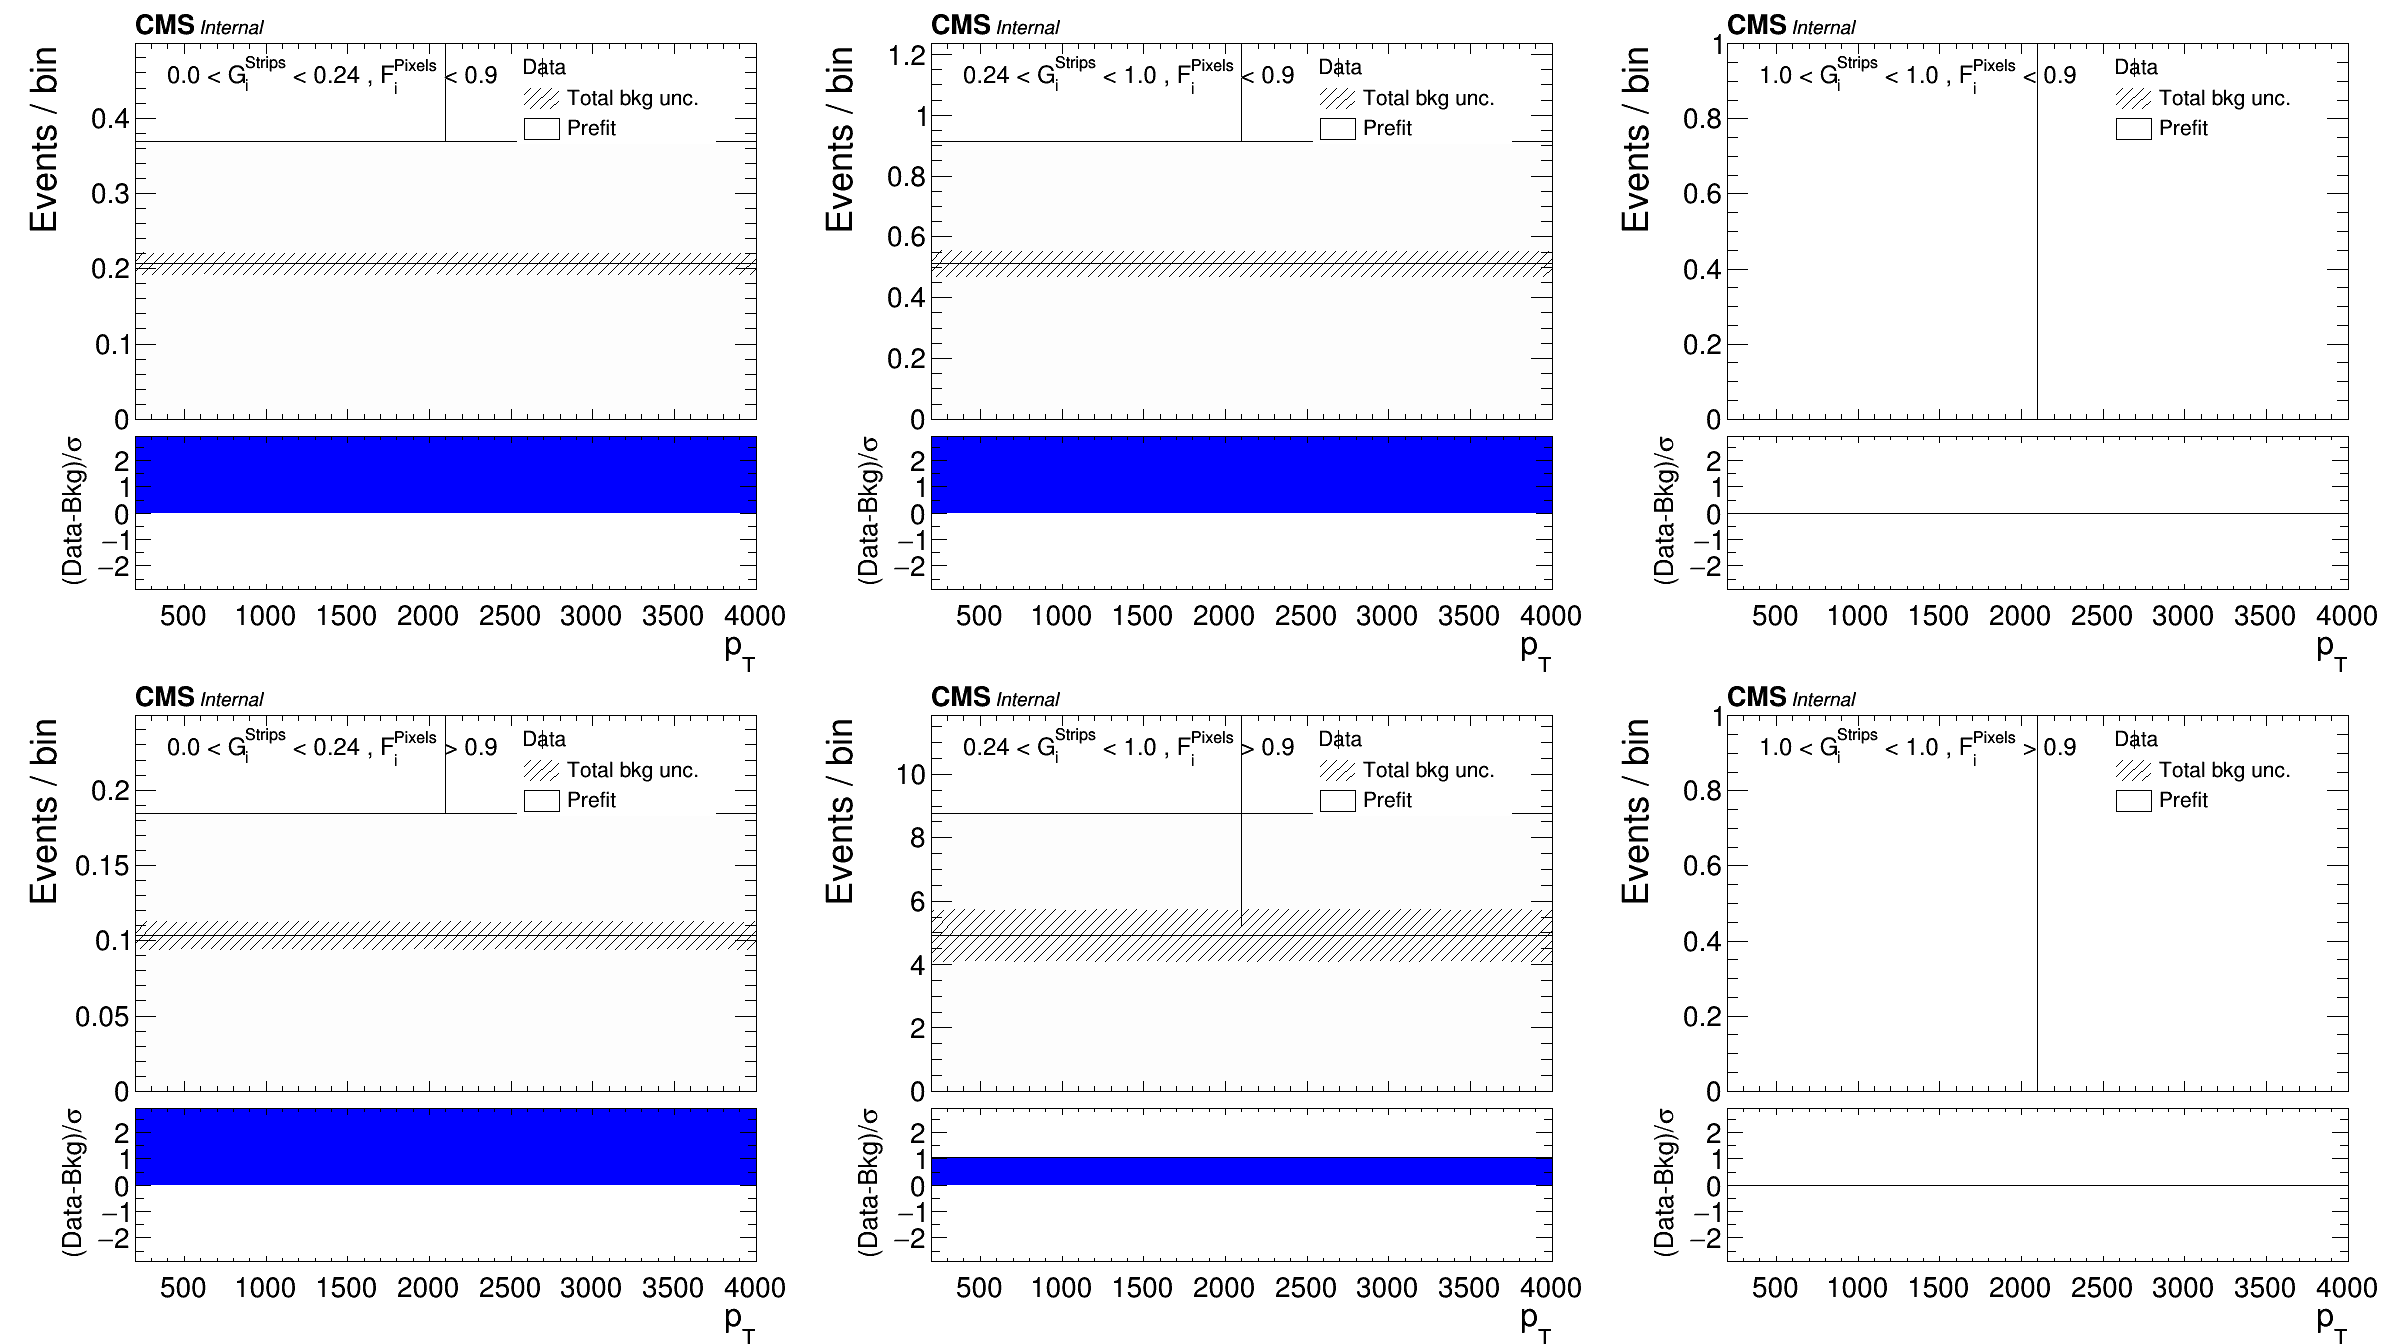 CMS Internal
Events / bin
0.0 < G_i^Strips < 0.24 , F_i^Pixels < 0.9
Data
Total bkg unc.
Prefit
0.4
0.3
0.2
0.1
0
(Data-Bkg)/σ
2
1
0
−1
−2
500 1000 1500 2000 2500 3000 3500 4000
p_T
CMS Internal
Events / bin
0.24 < G_i^Strips < 1.0 , F_i^Pixels < 0.9
Data
Total bkg unc.
Prefit
1.2
1
0.8
0.6
0.4
0.2
0
(Data-Bkg)/σ
2
1
0
−1
−2
500 1000 1500 2000 2500 3000 3500 4000
p_T
CMS Internal
Events / bin
1.0 < G_i^Strips < 1.0 , F_i^Pixels < 0.9
Data
Total bkg unc.
Prefit
1
0.8
0.6
0.4
0.2
0
(Data-Bkg)/σ
2
1
0
−1
−2
500 1000 1500 2000 2500 3000 3500 4000
p_T
CMS Internal
Events / bin
0.0 < G_i^Strips < 0.24 , F_i^Pixels > 0.9
Data
Total bkg unc.
Prefit
0.2
0.15
0.1
0.05
0
(Data-Bkg)/σ
2
1
0
−1
−2
500 1000 1500 2000 2500 3000 3500 4000
p_T
CMS Internal
Events / bin
0.24 < G_i^Strips < 1.0 , F_i^Pixels > 0.9
Data
Total bkg unc.
Prefit
10
8
6
4
2
0
(Data-Bkg)/σ
2
1
0
−1
−2
500 1000 1500 2000 2500 3000 3500 4000
p_T
CMS Internal
Events / bin
1.0 < G_i^Strips < 1.0 , F_i^Pixels > 0.9
Data
Total bkg unc.
Prefit
1
0.8
0.6
0.4
0.2
0
(Data-Bkg)/σ
2
1
0
−1
−2
500 1000 1500 2000 2500 3000 3500 4000
p_T